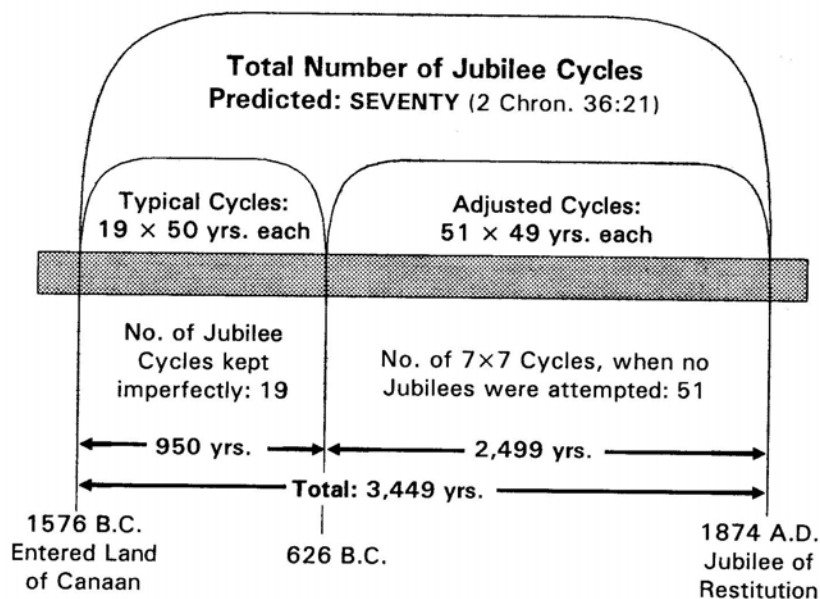 Total Number of Jubilee Cycles
Predicted: SEVENTY (2 Chron. 36:21)
Typical Cycles:
19 × 50 yrs. each
Adjusted Cycles:
51 × 49 yrs. each
No. of Jubilee
Cycles kept
imperfectly: 19
No. of 7×7 Cycles, when no
Jubilees were attempted: 51
950 yrs.
2,499 yrs.
Total: 3,449 yrs.
1576 B.C.
Entered Land
of Canaan
626 B.C.
1874 A.D.
Jubilee of
Restitution